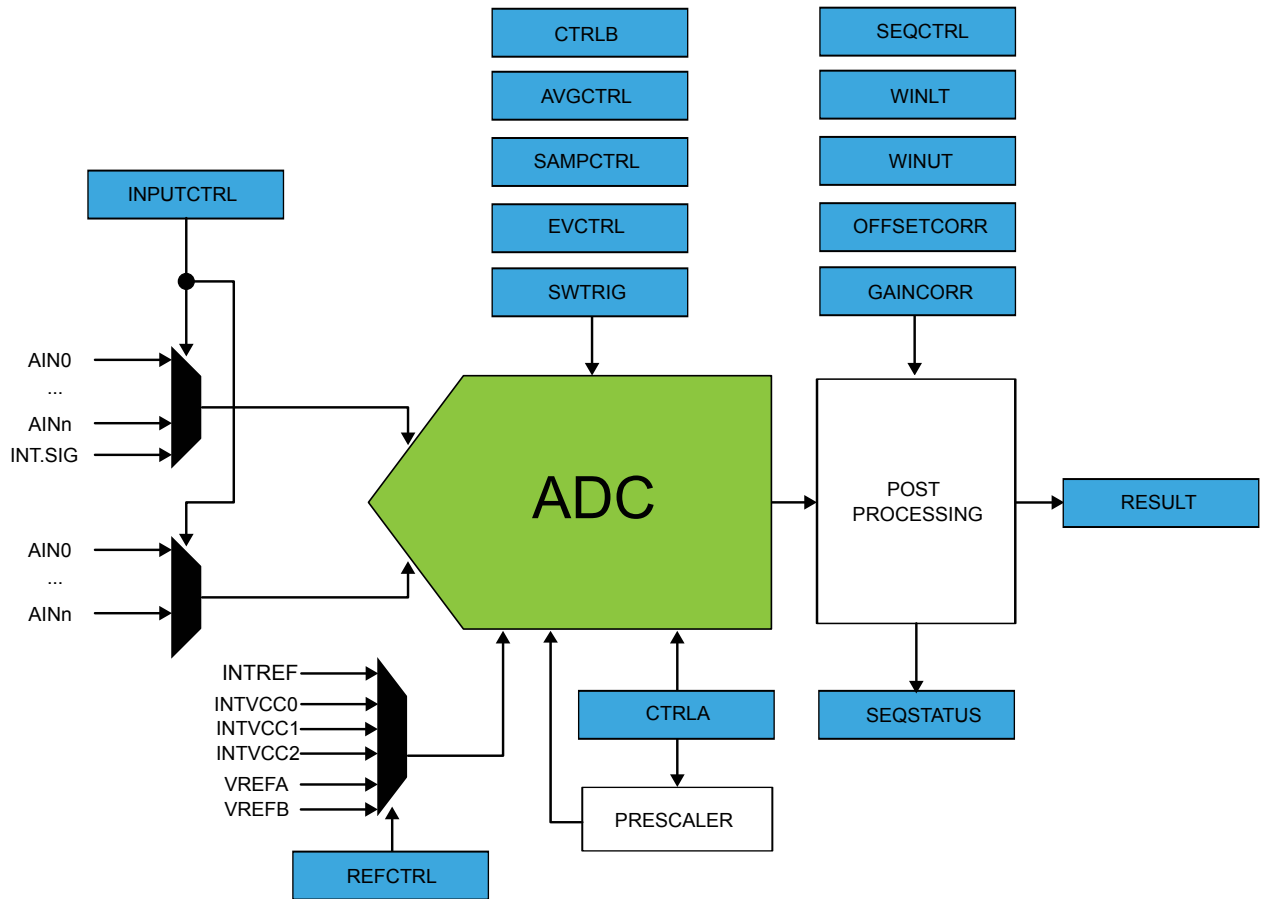 CTRLB
SEQCTRL
AVGCTRL
WINLT
SAMPCTRL
WINUT
INPUTCTRL
EVCTRL
OFFSETCORR
SWTRIG
GAINCORR
AIN0
...
AINn
INT.SIG
ADC
POST
PROCESSING
RESULT
AIN0
...
AINn
INTREF
INTVCC0
INTVCC1
INTVCC2
VREFA
VREFB
CTRLA
SEQSTATUS
PRESCALER
REFCTRL